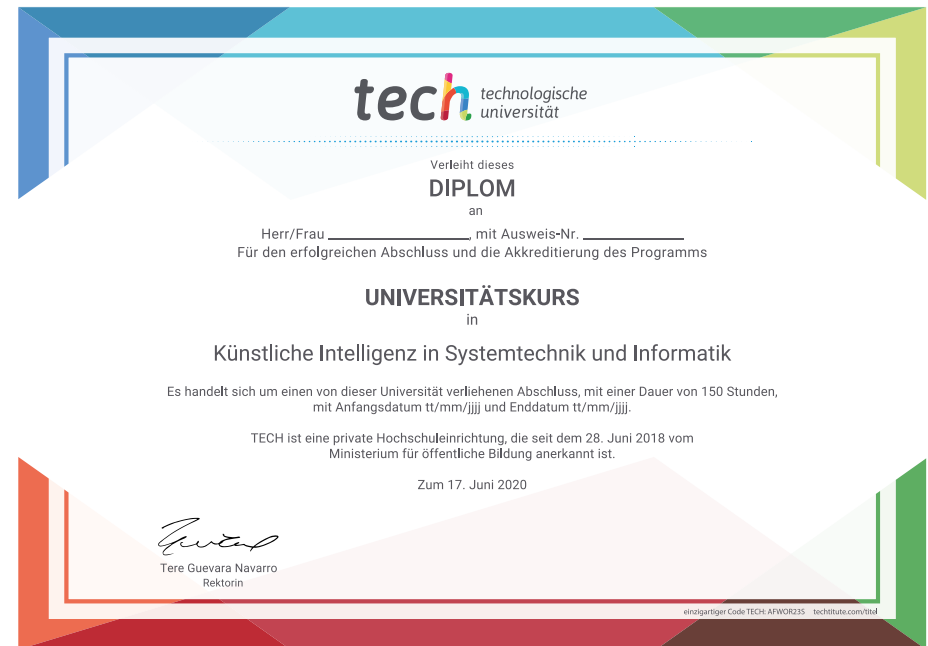 tech technologische
universität
Verleiht dieses
DIPLOM
an
Herr/Frau ____________________, mit Ausweis-Nr. ______________
Für den erfolgreichen Abschluss und die Akkreditierung des Programms
UNIVERSITÄTSKURS
in
Künstliche Intelligenz in Systemtechnik und Informatik
Es handelt sich um einen von dieser Universität verliehenen Abschluss, mit einer Dauer von 150 Stunden,
mit Anfangsdatum tt/mm/jjjj und Enddatum tt/mm/jjjj.
TECH ist eine private Hochschuleinrichtung, die seit dem 28. Juni 2018 vom
Ministerium für öffentliche Bildung anerkannt ist.
Zum 17. Juni 2020
Tere Guevara Navarro
Rektorin
einzigartiger Code TECH: AFWOR23S techtitute.com/titel